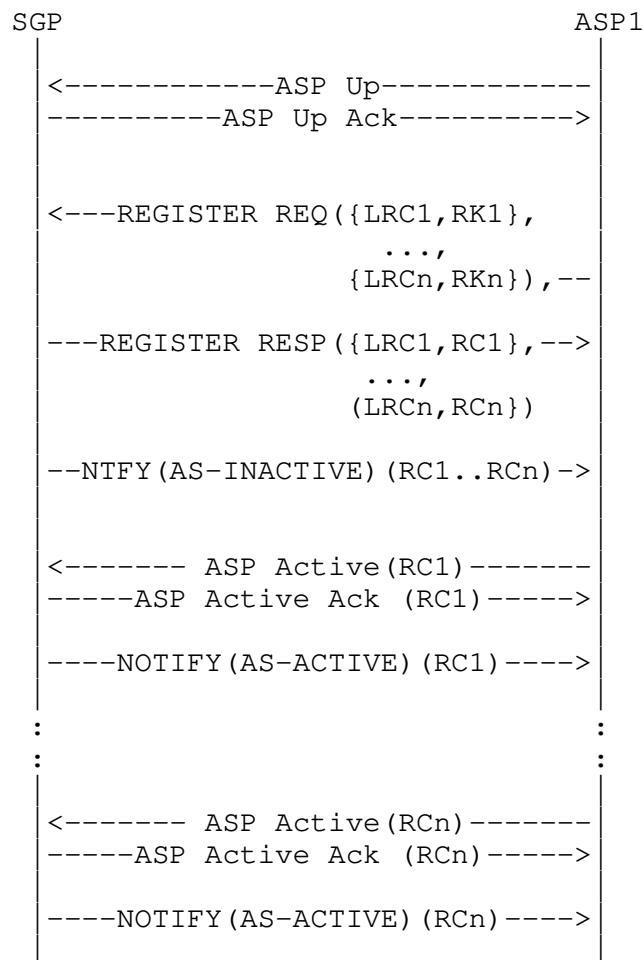 SGP ASP1
<------------ASP Up------------
----------ASP Up Ack---------->
<---REGISTER REQ({LRC1,RK1},
...,
{LRCn,RKn}),--
---REGISTER RESP({LRC1,RC1},-->
...,
(LRCn,RCn})
--NTFY(AS-INACTIVE)(RC1..RCn)->
<------- ASP Active(RC1)-------
-----ASP Active Ack (RC1)----->
----NOTIFY(AS-ACTIVE)(RC1)---->
: :
: :
<------- ASP Active(RCn)-------
-----ASP Active Ack (RCn)----->
----NOTIFY(AS-ACTIVE)(RCn)---->